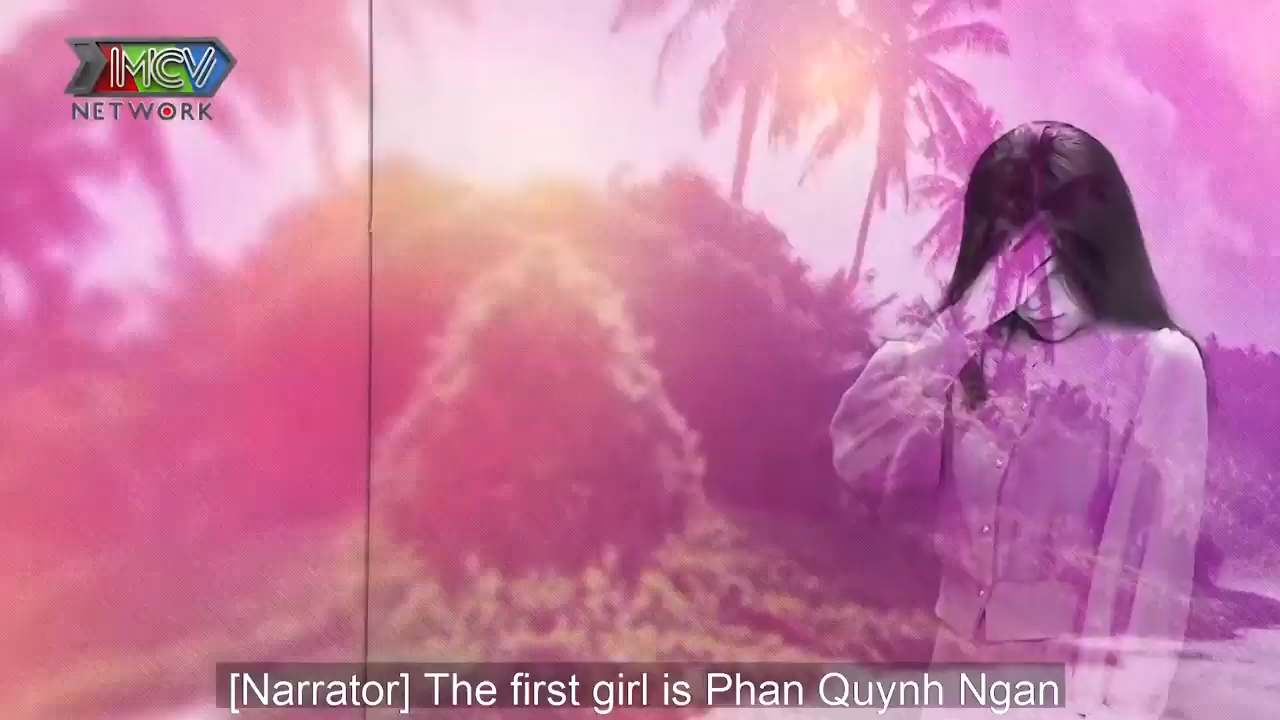 MCV
NETWORK
[Narrator] The first girl is Phan Quynh Ngan